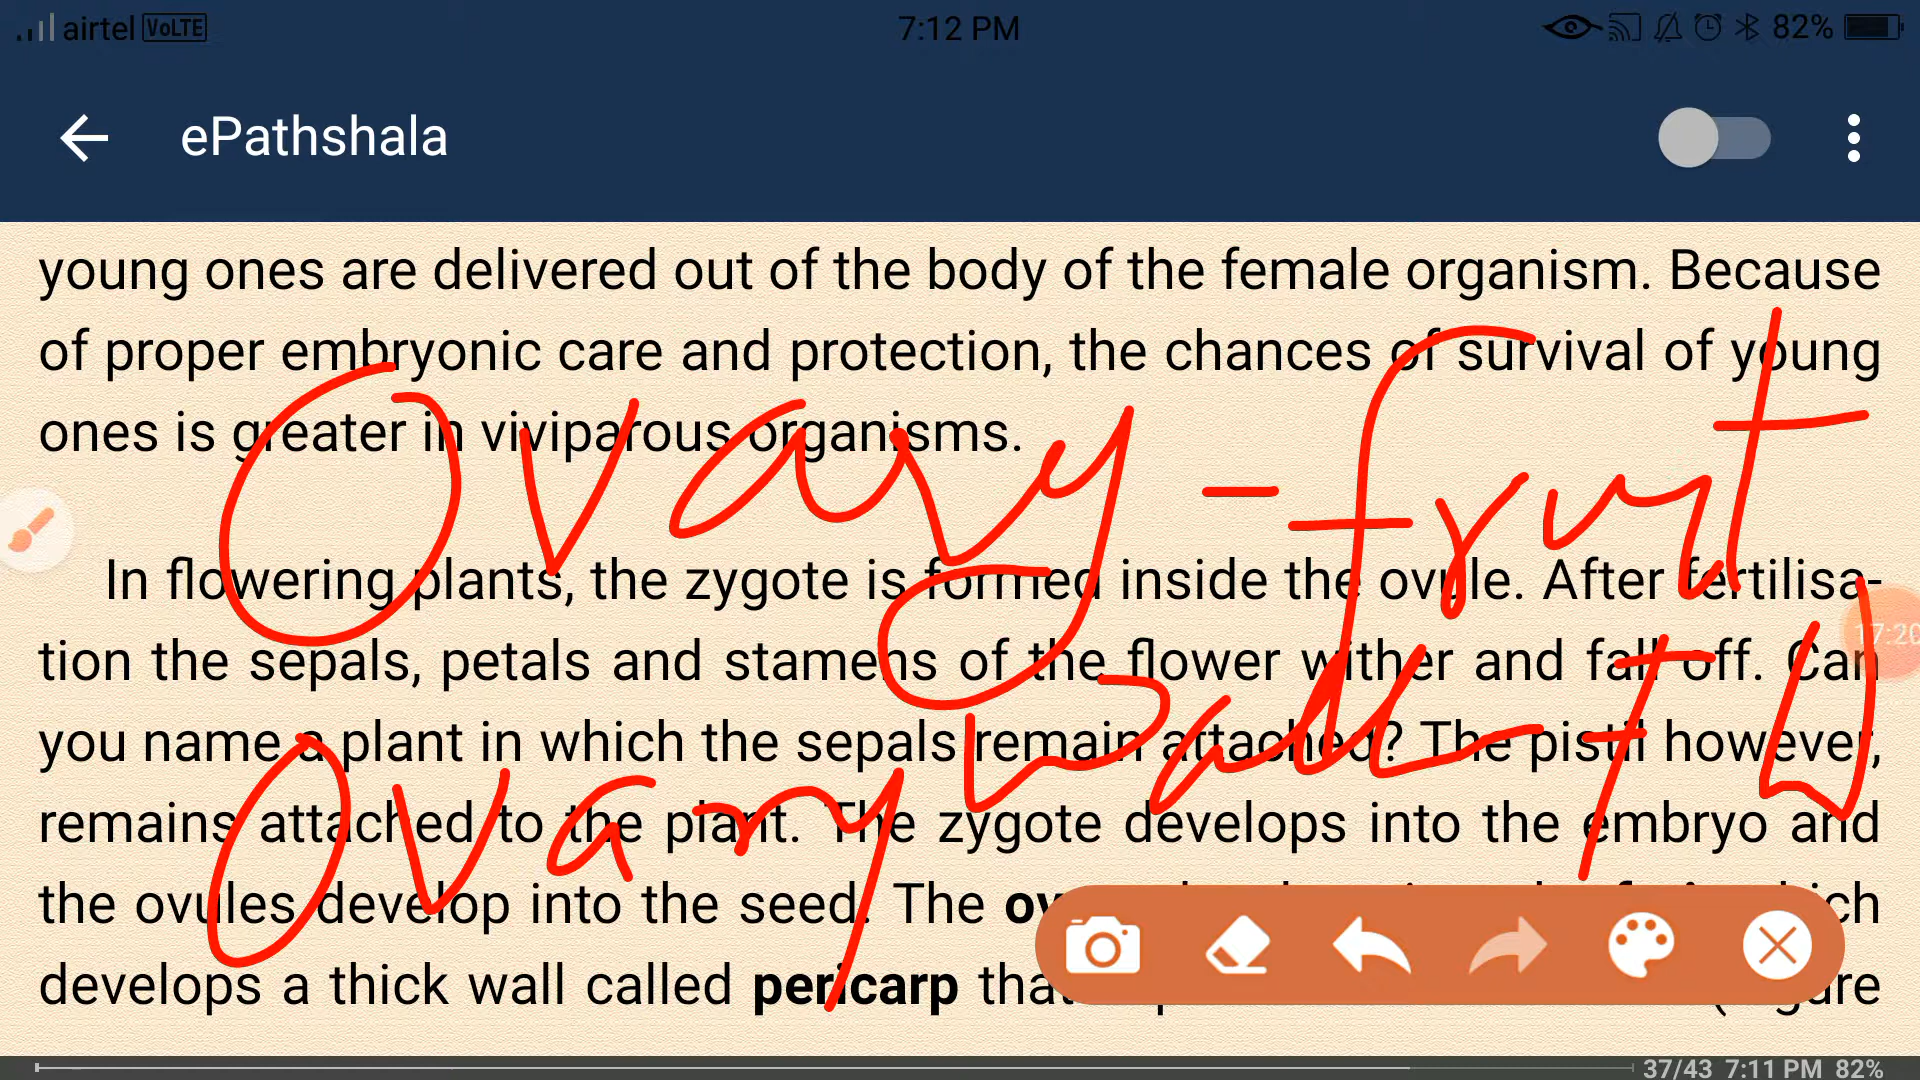 airtel VoLTE 7:12 PM 82%
ePathshala
young ones are delivered out of the body of the female organism. Because
of proper embryonic care and protection, the chances of survival of young
ones is greater in viviparous organisms.
Ovary - fruit
In flowering plants, the zygote is formed inside the ovule. After fertilisa-
17:20
tion the sepals, petals and stamens of the flower wither and fall off. Can
you name a plant in which the sepals remain attached? The pistil however,
Ovary
remains attached to the plant. The zygote develops into the embryo and
the ovules develop into the seed. The
develops a thick wall called pericarp
37/43 7:11 PM 82%